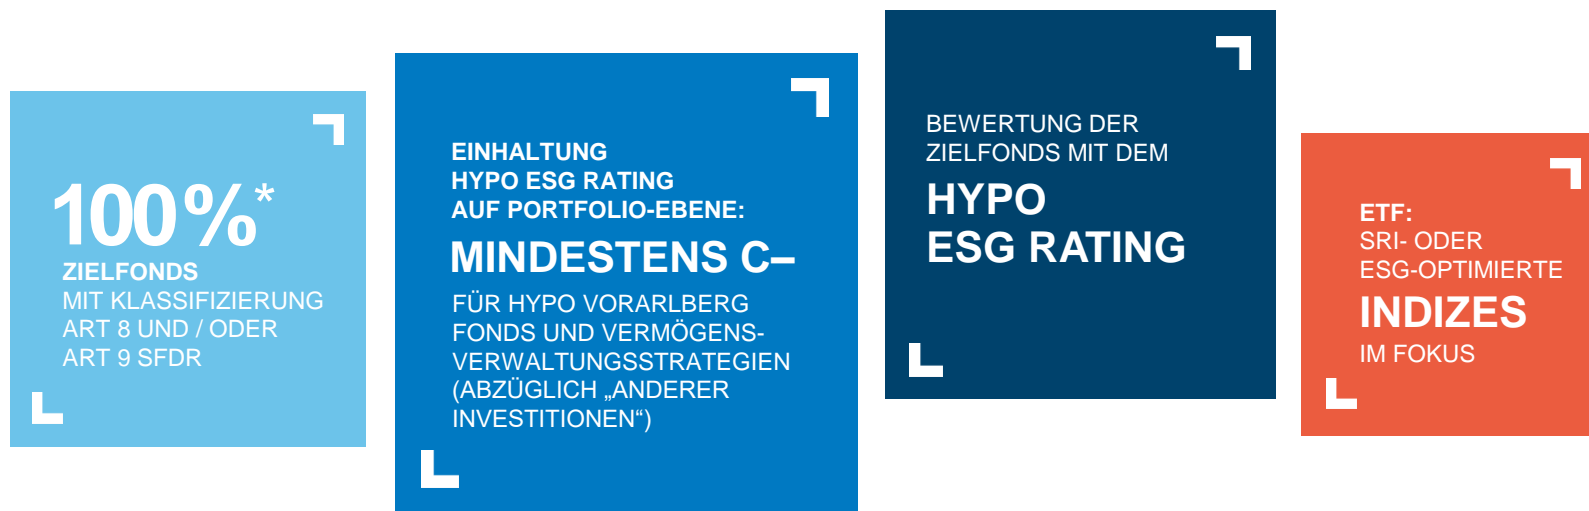 100%*
ZIELFONDS
MIT KLASSIFIZIERUNG
ART 8 UND / ODER
ART 9 SFDR
EINHALTUNG
HYPO ESG RATING
AUF PORTFOLIO-EBENE:
MINDESTENS C–
FÜR HYPO VORARLBERG
FONDS UND VERMÖGENS-
VERWALTUNGSSTRATEGIEN
(ABZÜGLICH „ANDERER
INVESTITIONEN“)
BEWERTUNG DER
ZIELFONDS MIT DEM
HYPO
ESG RATING
ETF:
SRI- ODER
ESG-OPTIMIERTE
INDIZES
IM FOKUS